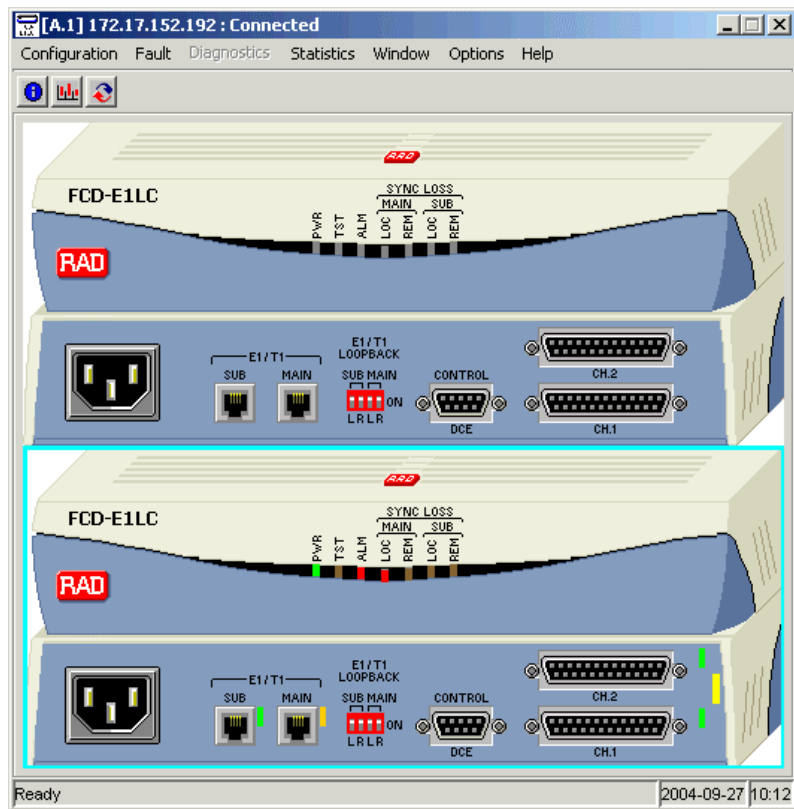 [A.1] 172.17.152.192 : Connected
Configuration Fault Diagnostics Statistics Window Options Help
RAD
FCD-E1LC
SYNC LOSS
MAIN SUB
PWR TST ALM LOC REM LOC REM
RAD
E1/T1
E1/T1
LOOPBACK
SUB MAIN SUB MAIN CONTROL CH.2
ON
LRLR DCE CH.1
RAD
FCD-E1LC
SYNC LOSS
MAIN SUB
PWR TST ALM LOC REM LOC REM
RAD
E1/T1
E1/T1
LOOPBACK
SUB MAIN SUB MAIN CONTROL CH.2
ON
LRLR DCE CH.1
Ready 2004-09-27 10:12